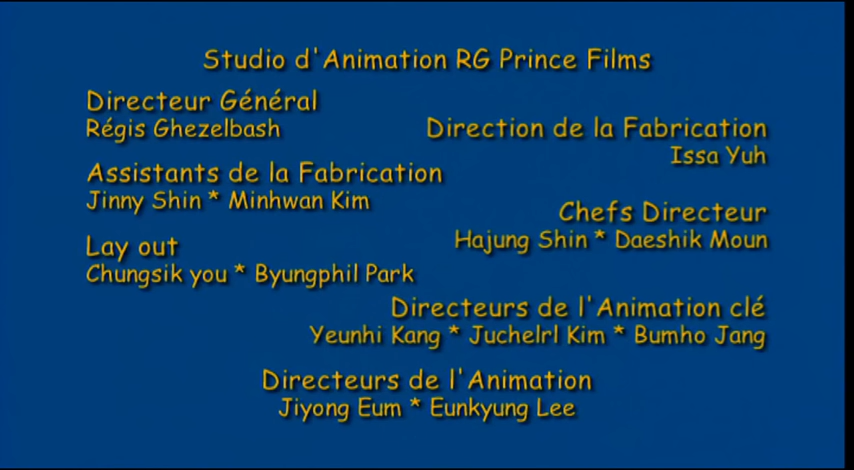 Studio d'Animation RG Prince Films
Directeur Général
Régis Ghezelbash
Direction de la Fabrication
Issa Yuh
Assistants de la Fabrication
Jinny Shin * Minhwan Kim
Chefs Directeur
Hajung Shin * Daeshik Moun
Lay out
Chungsik you * Byungphil Park
Directeurs de l'Animation clé
Yeunhi Kang * Juchelrl Kim * Bumho Jang
Directeurs de l'Animation
Jiyong Eum * Eunkyung Lee